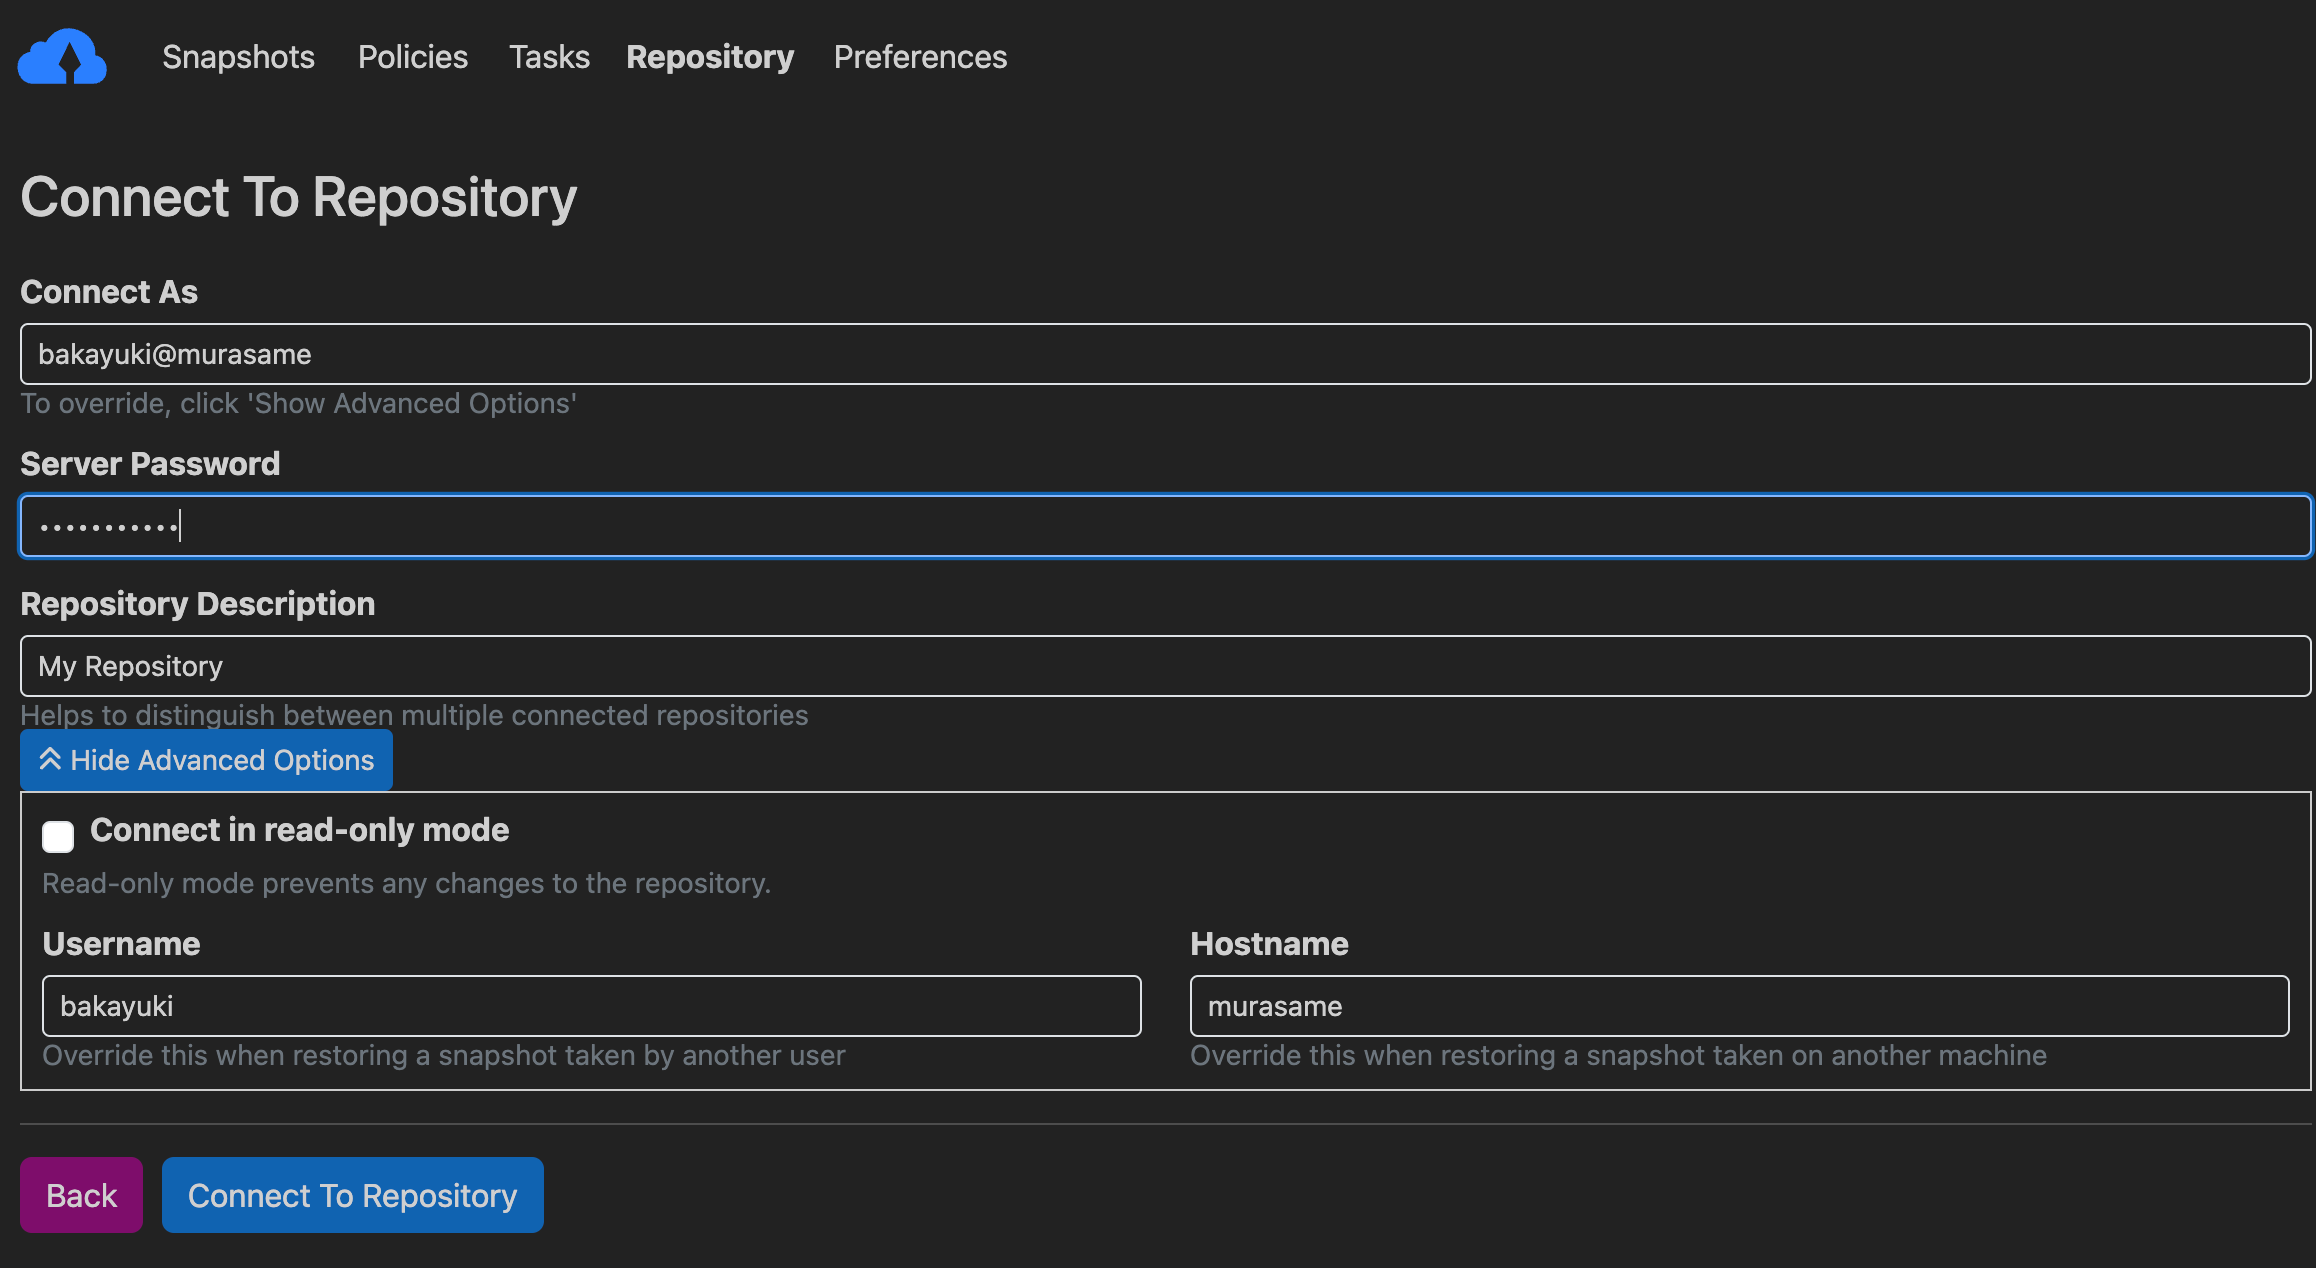 Snapshots Policies Tasks Repository Preferences
Connect To Repository
Connect As
bakayuki@murasame
To override, click 'Show Advanced Options'
Server Password
•••••••••••
Repository Description
My Repository
Helps to distinguish between multiple connected repositories
Hide Advanced Options
Connect in read-only mode
Read-only mode prevents any changes to the repository.
Username Hostname
bakayuki murasame
Override this when restoring a snapshot taken by another user Override this when restoring a snapshot taken on another machine
Back Connect To Repository